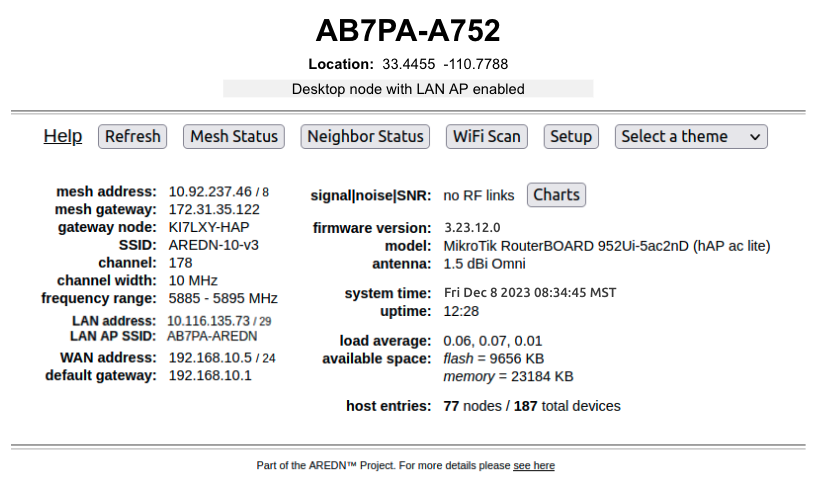 AB7PA-A752
Location: 33.4455 -110.7788
Desktop node with LAN AP enabled
Help Refresh Mesh Status Neighbor Status WiFi Scan Setup Select a theme
mesh address: 10.92.237.46 / 8
mesh gateway: 172.31.35.122
gateway node: KI7LXY-HAP
SSID: AREDN-10-v3
channel: 178
channel width: 10 MHz
frequency range: 5885 - 5895 MHz
LAN address: 10.116.135.73 / 29
LAN AP SSID: AB7PA-AREDN
WAN address: 192.168.10.5 / 24
default gateway: 192.168.10.1
signal|noise|SNR: no RF links Charts
firmware version: 3.23.12.0
model: MikroTik RouterBOARD 952Ui-5ac2nD (hAP ac lite)
antenna: 1.5 dBi Omni
system time: Fri Dec 8 2023 08:34:45 MST
uptime: 12:28
load average: 0.06, 0.07, 0.01
available space: flash = 9656 KB
memory = 23184 KB
host entries: 77 nodes / 187 total devices
Part of the AREDN™ Project. For more details please see here